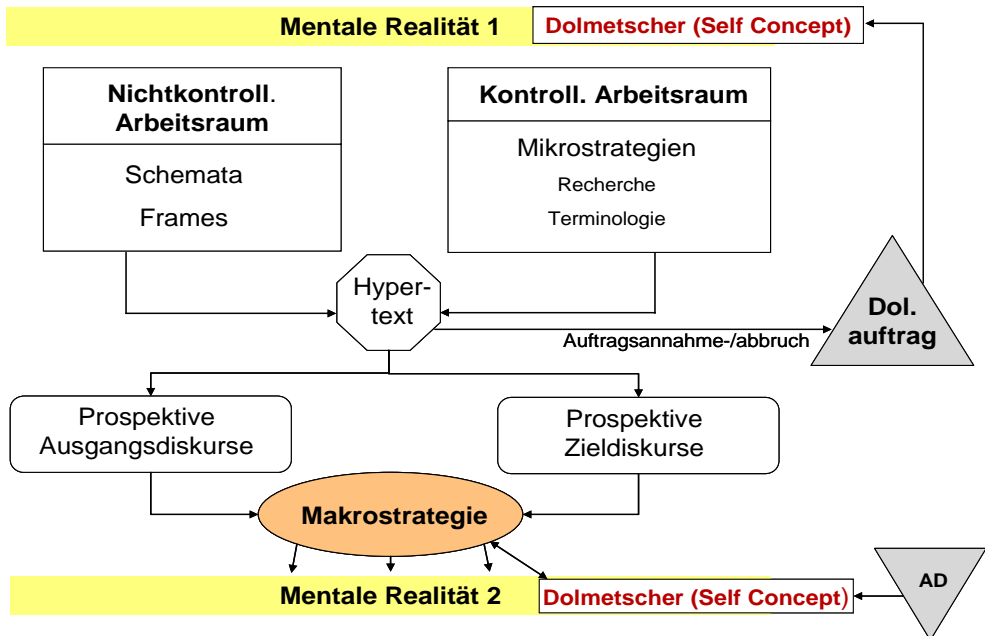 Mentale Realität 1
Dolmetscher (Self Concept)
Nichtkontroll.
Arbeitsraum
Schemata
Frames
Kontroll. Arbeitsraum
Mikrostrategien
Recherche
Terminologie
Hyper-
text
Auftragsannahme-/abbruch
Dol.
auftrag
Prospektive
Ausgangsdiskurse
Prospektive
Zieldiskurse
Makrostrategie
Mentale Realität 2
Dolmetscher (Self Concept)
AD